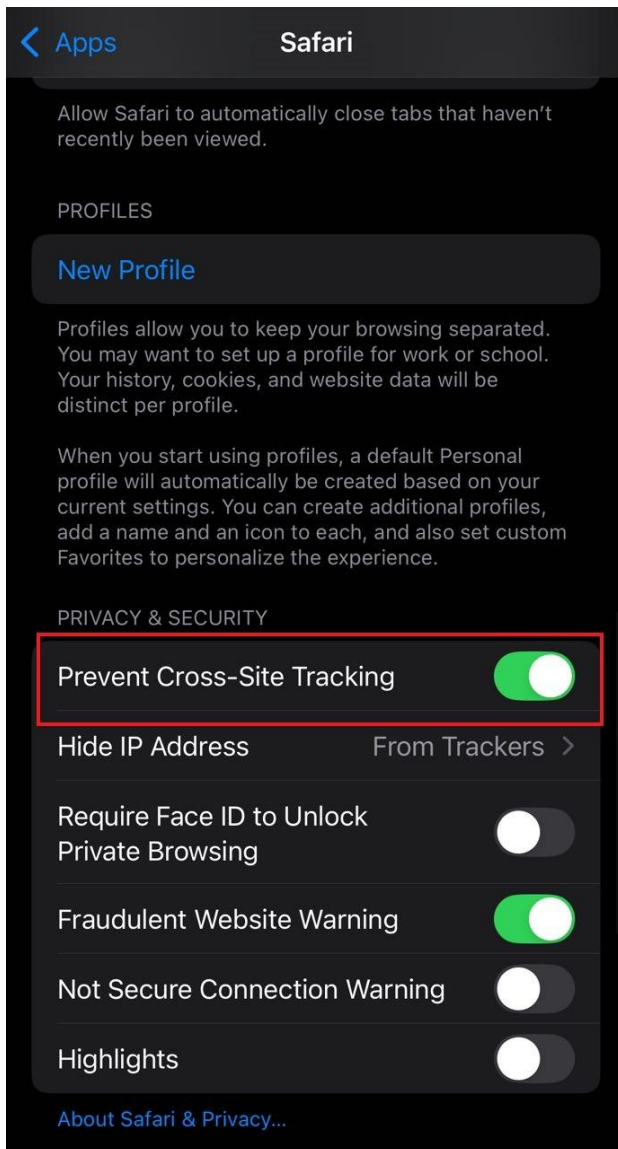 Apps
Safari
Allow Safari to automatically close tabs that haven't
recently been viewed.
PROFILES
New Profile
Profiles allow you to keep your browsing separated.
You may want to set up a profile for work or school.
Your history, cookies, and website data will be
distinct per profile.
When you start using profiles, a default Personal
profile will automatically be created based on your
current settings. You can create additional profiles,
add a name and an icon to each, and also set custom
Favorites to personalize the experience.
PRIVACY & SECURITY
Prevent Cross-Site Tracking
Hide IP Address From Trackers
Require Face ID to Unlock
Private Browsing
Fraudulent Website Warning
Not Secure Connection Warning
Highlights
About Safari & Privacy...